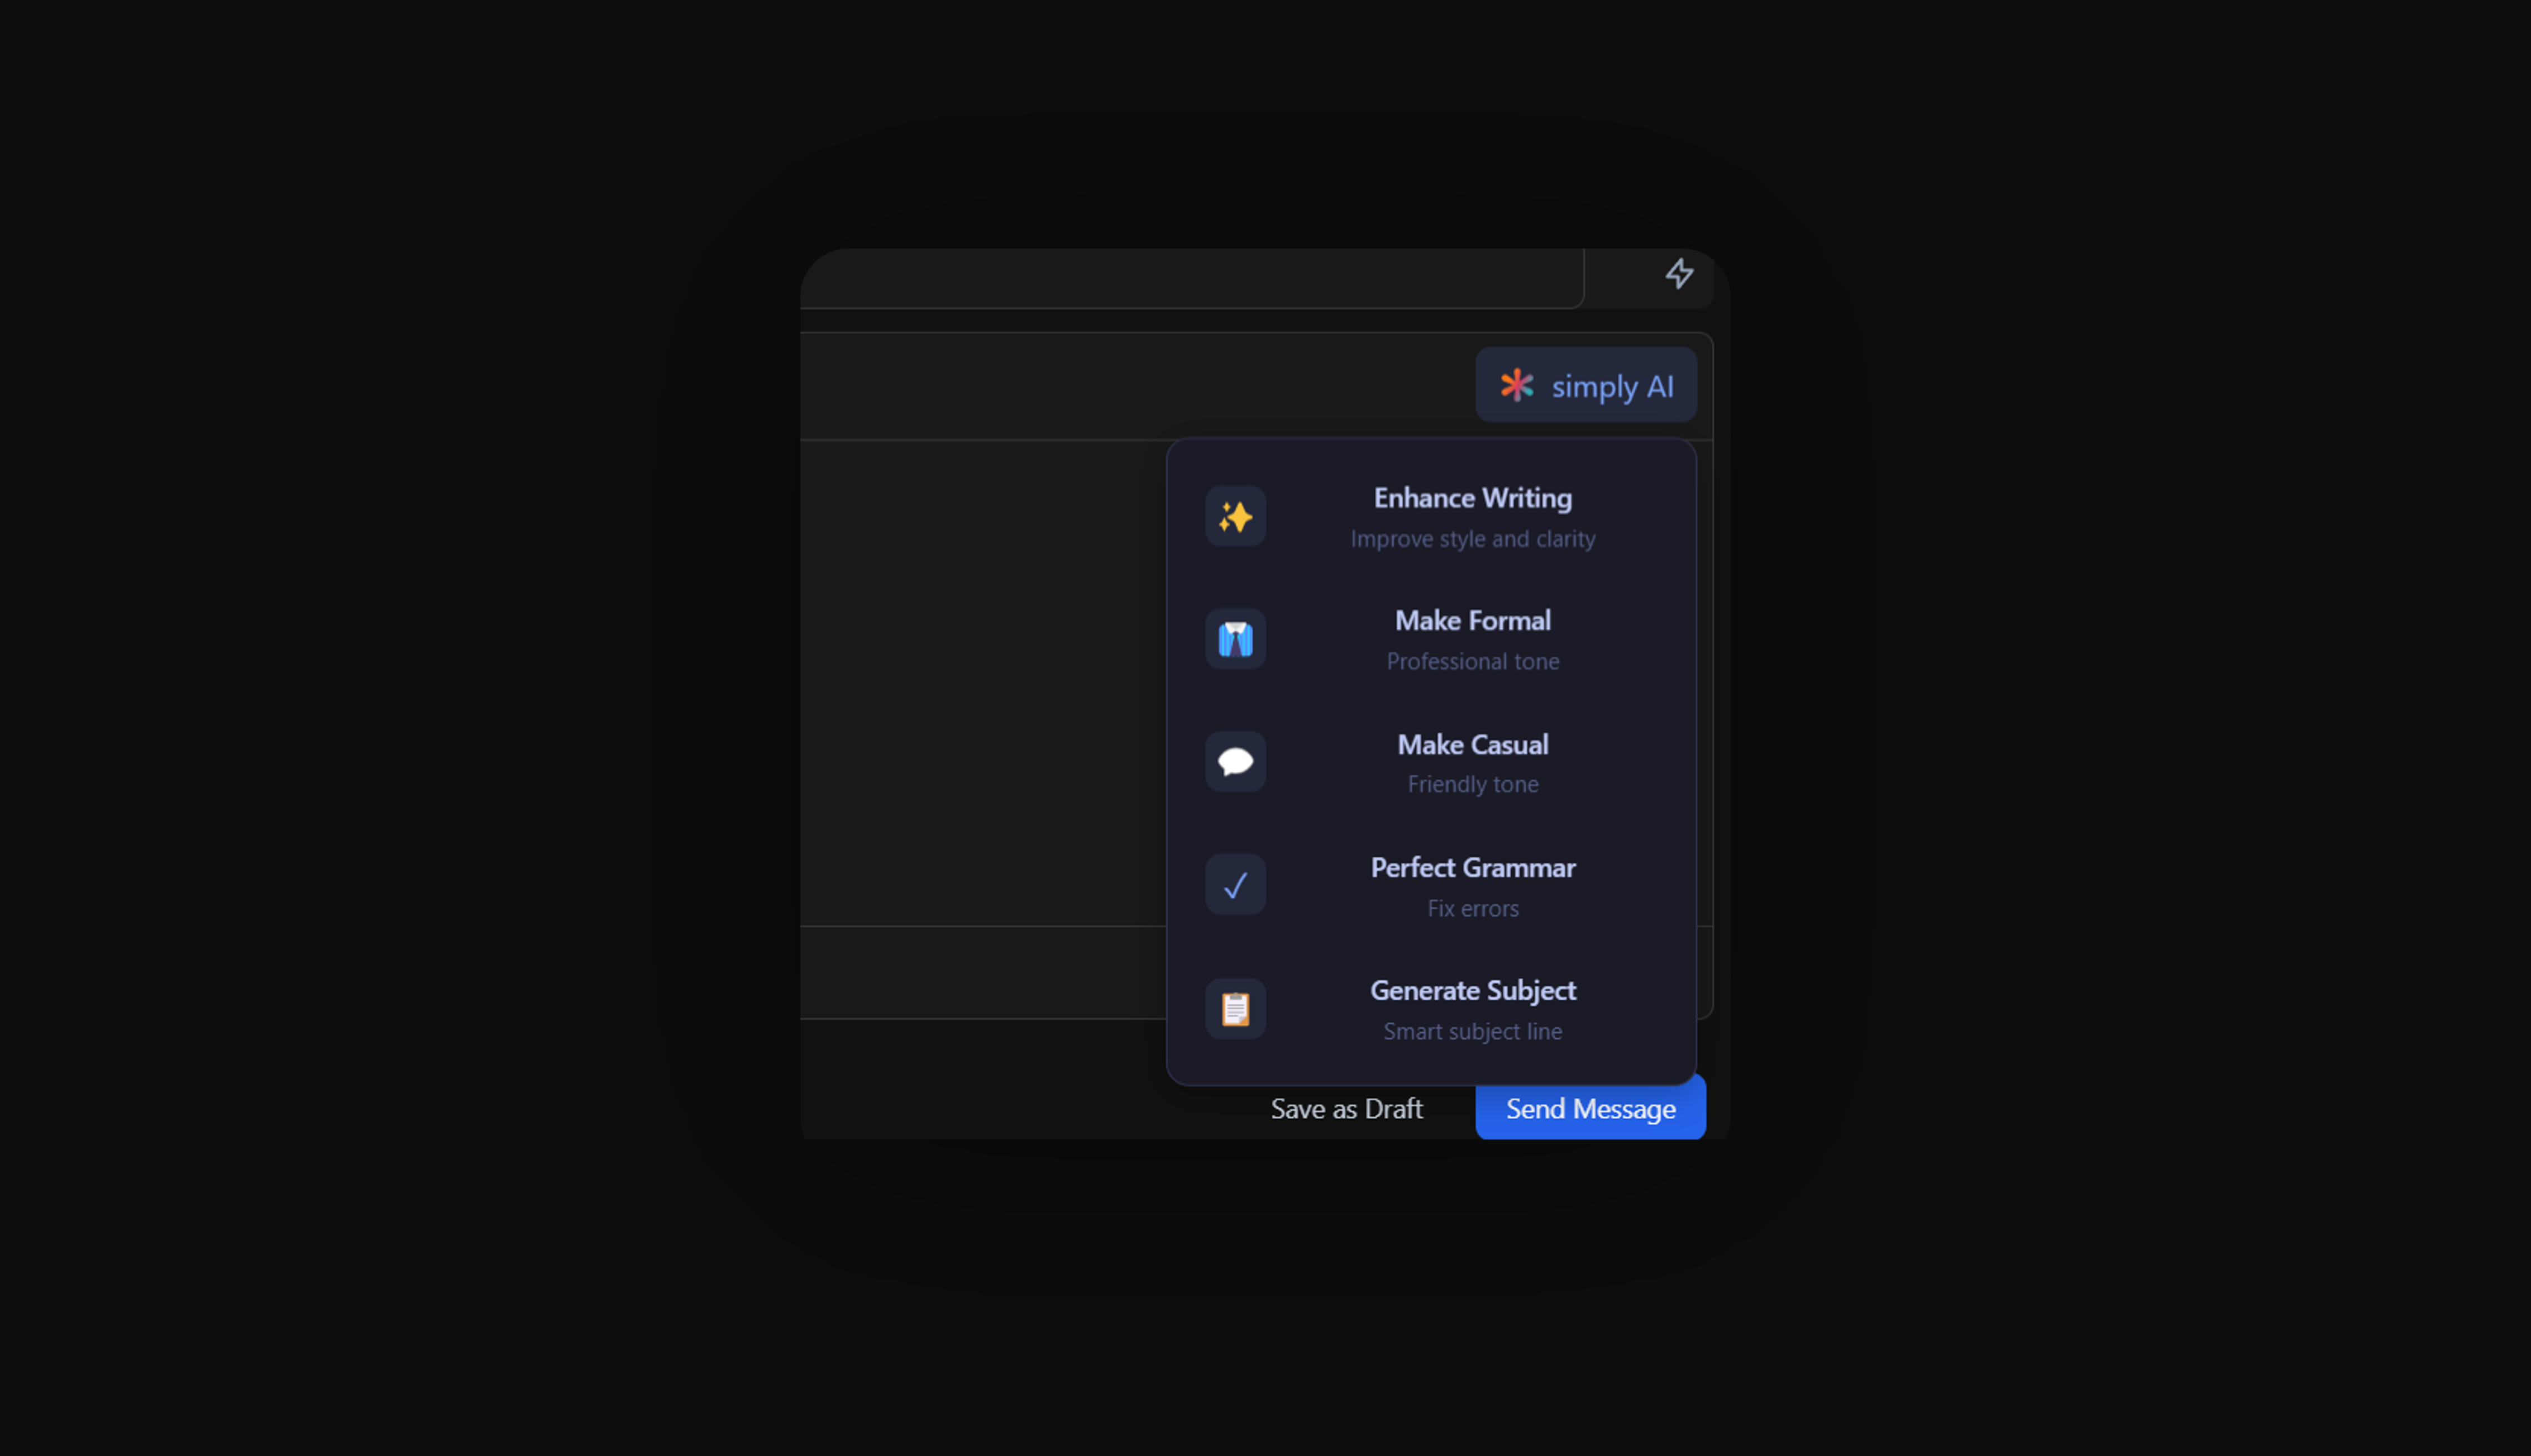 simply AI
Enhance Writing
Improve style and clarity
Make Formal
Professional tone
Make Casual
Friendly tone
Perfect Grammar
Fix errors
Generate Subject
Smart subject line
Save as Draft
Send Message